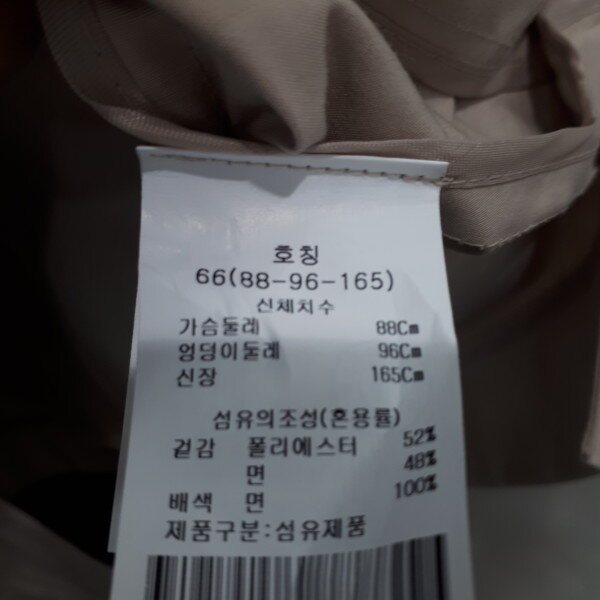 호칭
66(88-96-165)
신체치수
가슴둘레 88Cm
엉덩이둘레 96Cm
신장 165Cm
섬유의조성(혼용률)
겉감 폴리에스터 52%
면 48%
배색 면 100%
제품구분:섬유제품